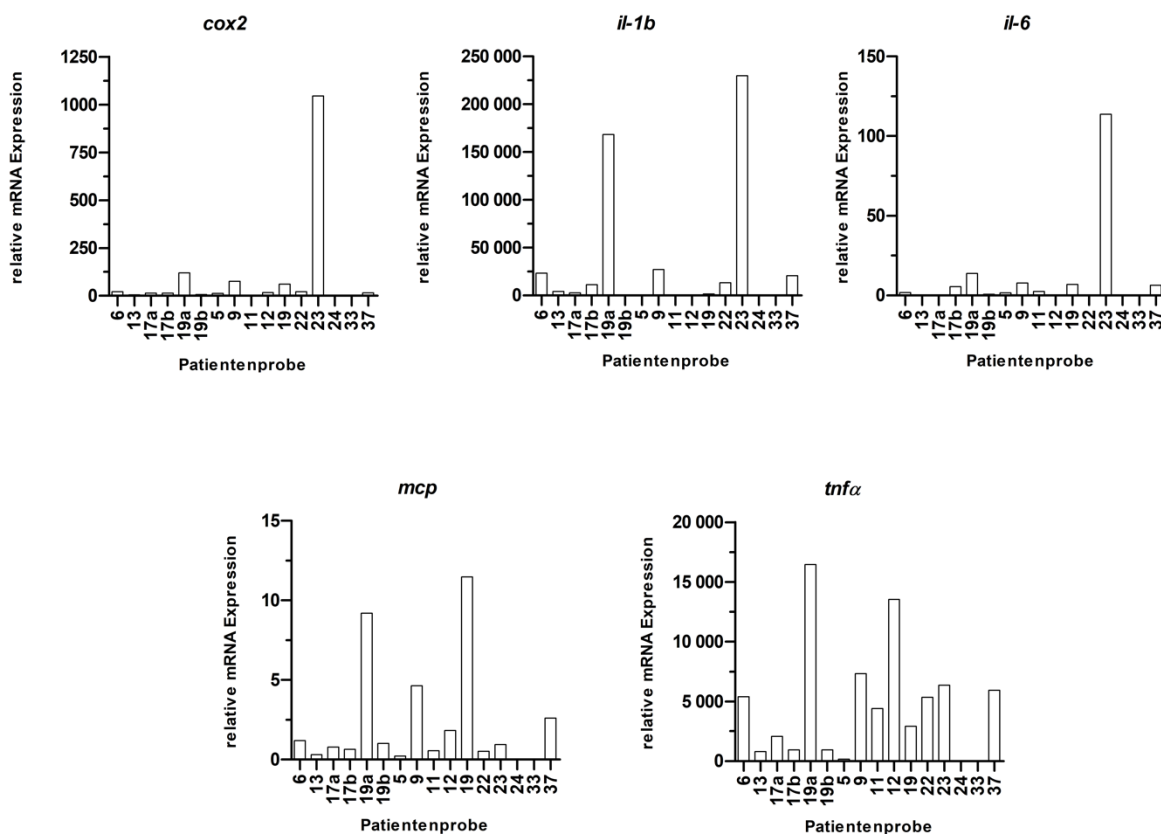 cox2
relative mRNA Expression
1250
1000
750
500
250
0
6 13 17a 17b 19a 19b 5 9 11 12 19 22 23 24 33 37
Patientenprobe
il-1b
relative mRNA Expression
250 000
200 000
150 000
100 000
50 000
0
6 13 17a 17b 19a 19b 5 9 11 12 19 22 23 24 33 37
Patientenprobe
il-6
relative mRNA Expression
150
100
50
0
6 13 17a 17b 19a 19b 5 9 11 12 19 22 23 24 33 37
Patientenprobe
mcp
relative mRNA Expression
15
10
5
0
6 13 17a 17b 19a 19b 5 9 11 12 19 22 23 24 33 37
Patientenprobe
tnfα
relative mRNA Expression
20 000
15 000
10 000
5 000
0
6 13 17a 17b 19a 19b 5 9 11 12 19 22 23 24 33 37
Patientenprobe